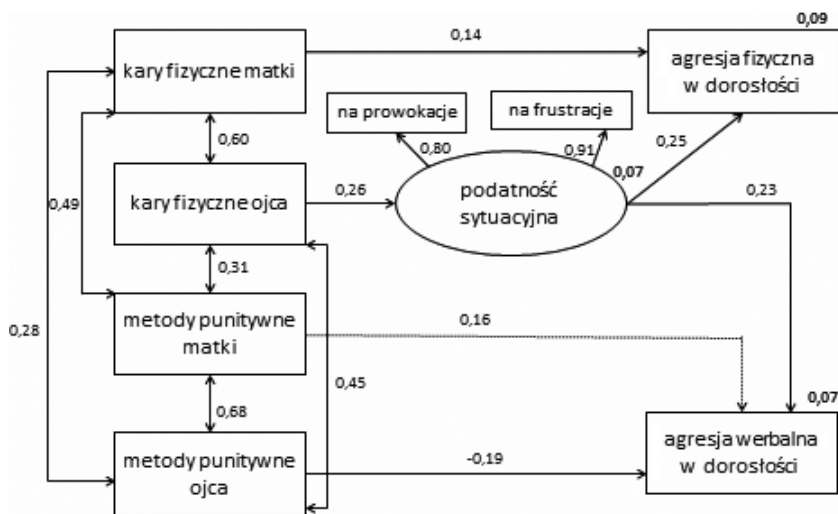 0,09
0,14
kary fizyczne matki
agresja fizyczna
w dorosłości
na prowokacje
na frustracje
0,60
0,80
0,91
0,25
0,07
podatność
sytuacyjna
kary fizyczne ojca
0,26
0,23
0,49
0,31
0,28
metody punitywne
matki
0,16
0,45
0,68
0,07
metody punitywne
ojca
-0,19
agresja werbalna
w dorosłości